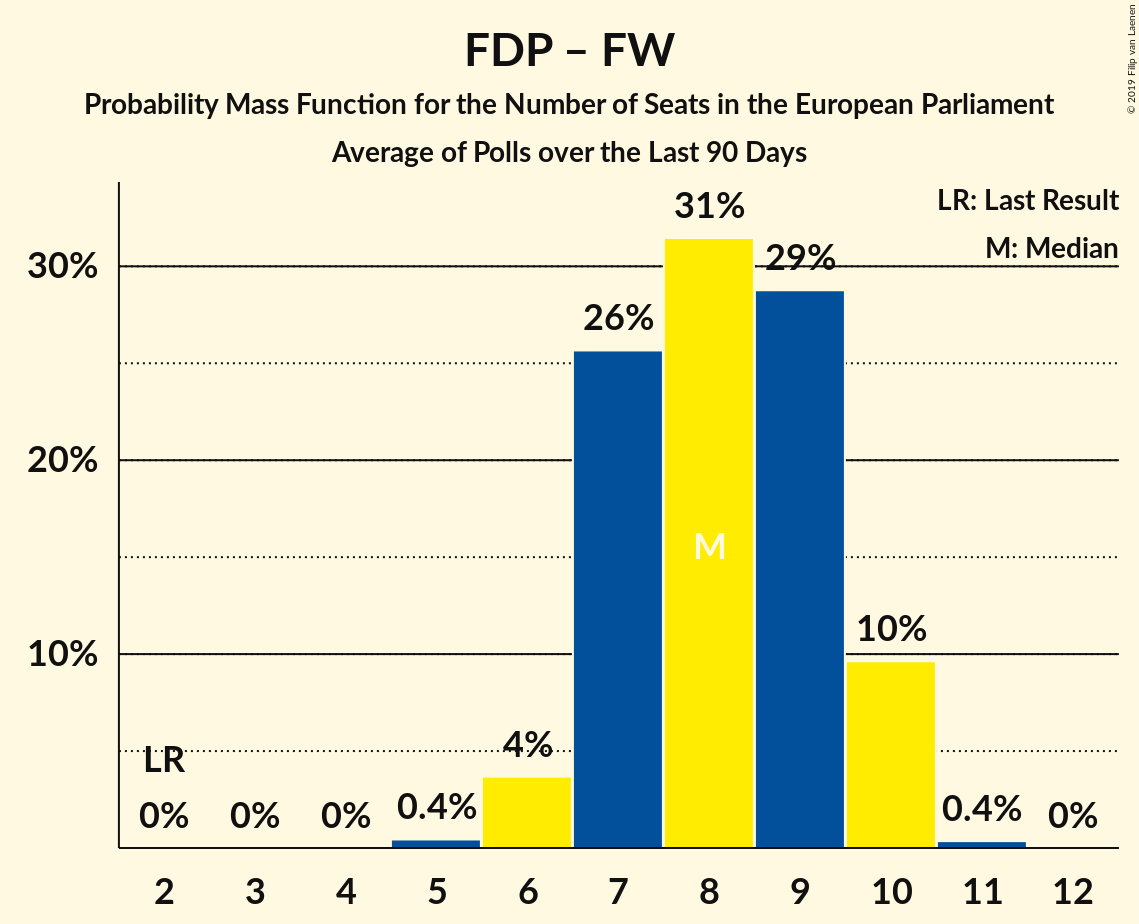 FDP – FW
Probability Mass Function for the Number of Seats in the European Parliament
Average of Polls over the Last 90 Days
© 2019 Filip van Laenen
LR: Last Result
M: Median
30%
20%
10%
LR
0%
0%
0%
0.4%
4%
26%
31%
29%
10%
0.4%
0%
M
2 3 4 5 6 7 8 9 10 11 12